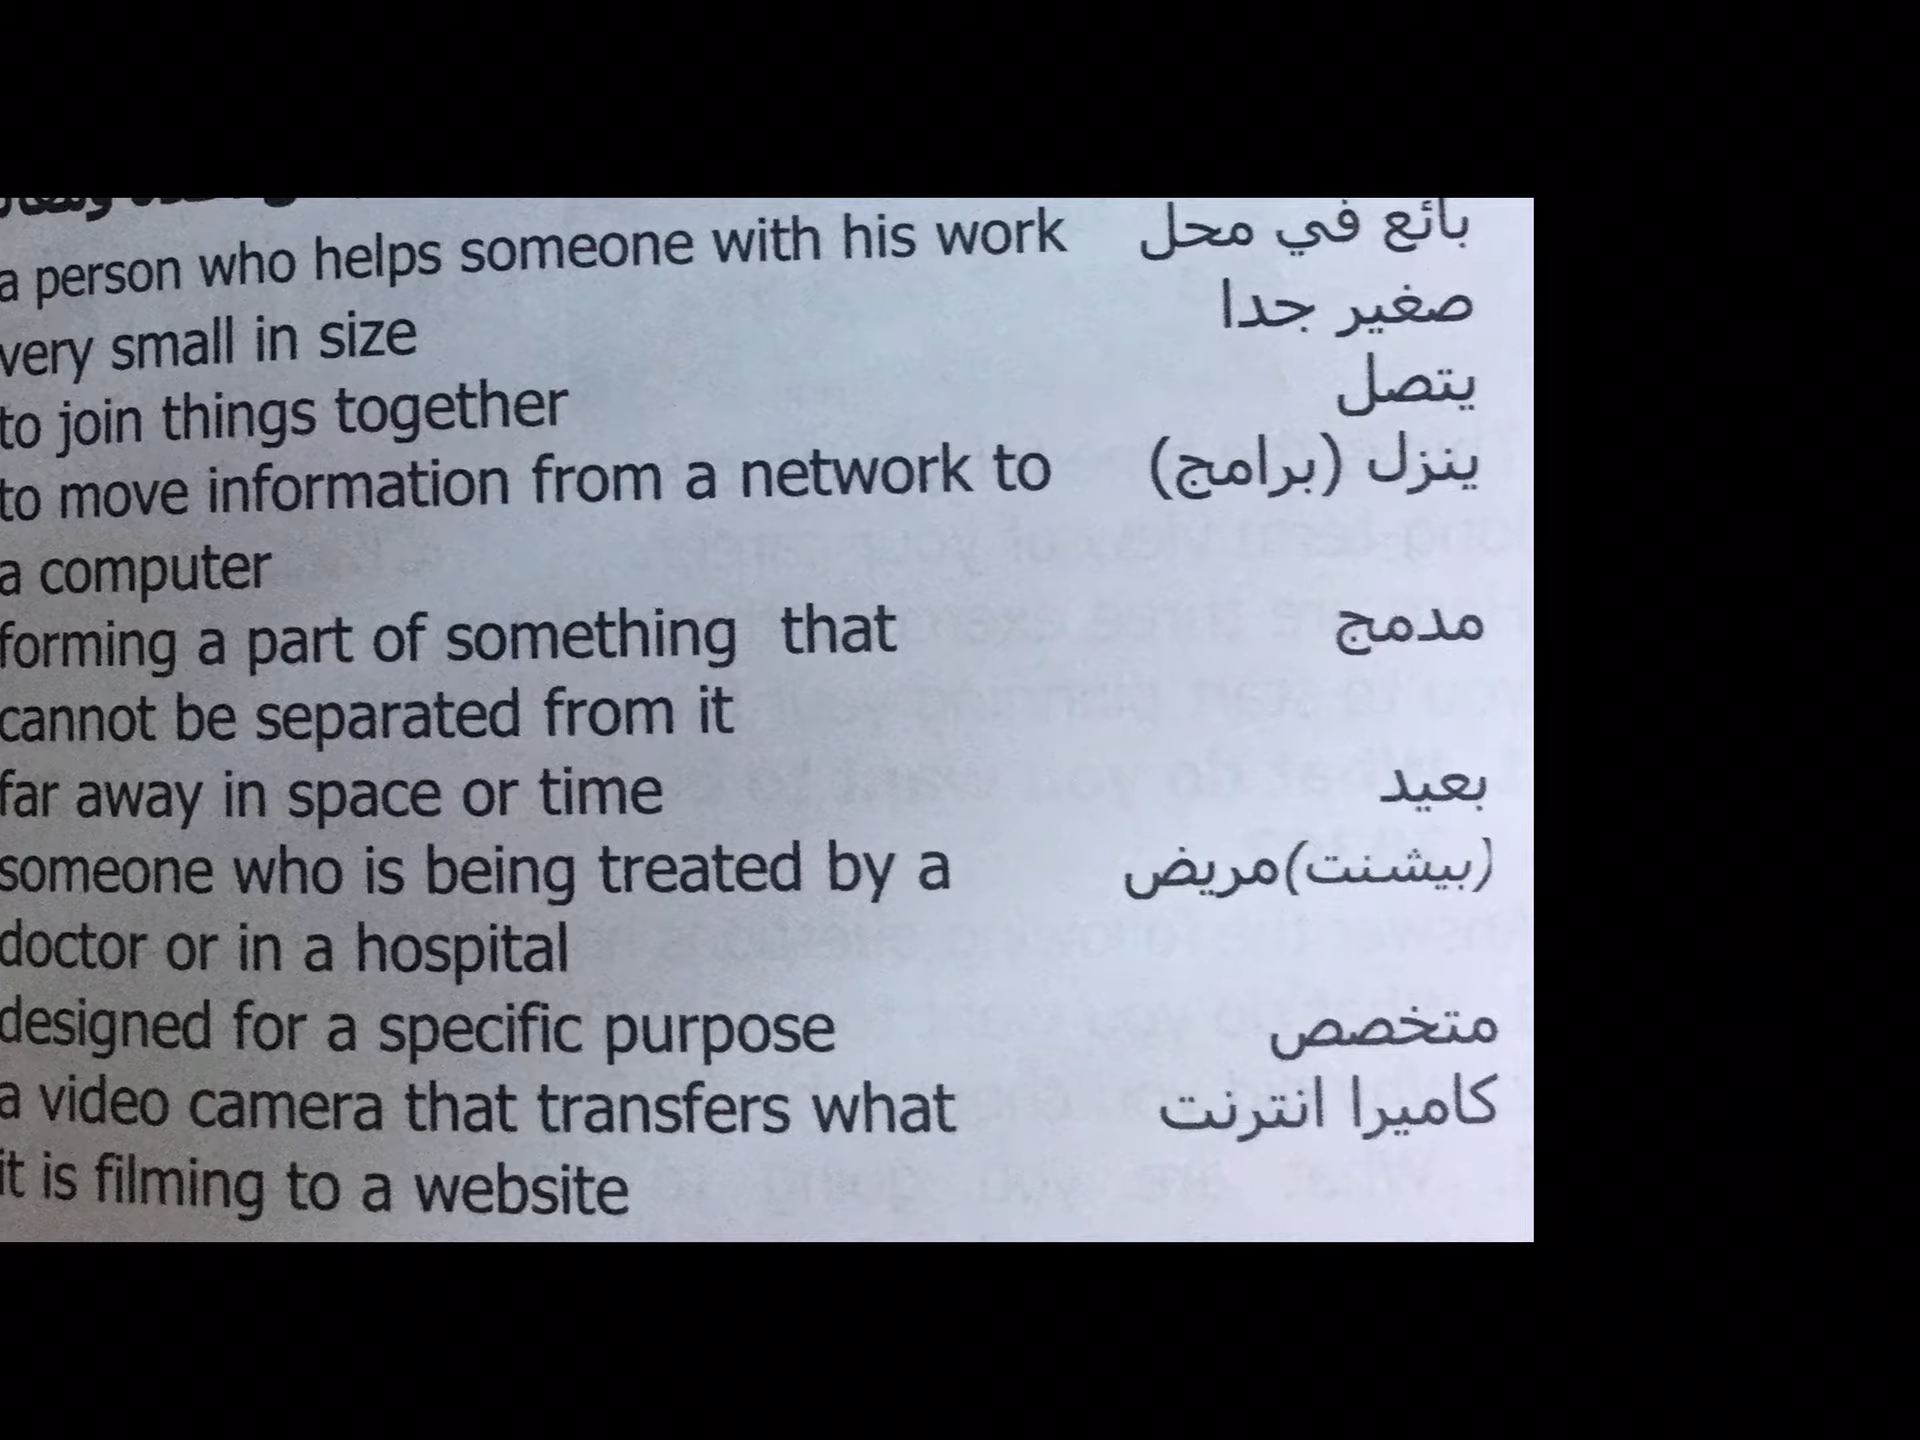 a person who helps someone with his work بائع في محل
very small in size صغير جدا
to join things together يتصل
to move information from a network to ينزل (برامج)
a computer
forming a part of something that مدمج
cannot be separated from it
far away in space or time بعيد
someone who is being treated by a (بيشنت)مريض
doctor or in a hospital
designed for a specific purpose متخصص
a video camera that transfers what كاميرا انترنت
it is filming to a website